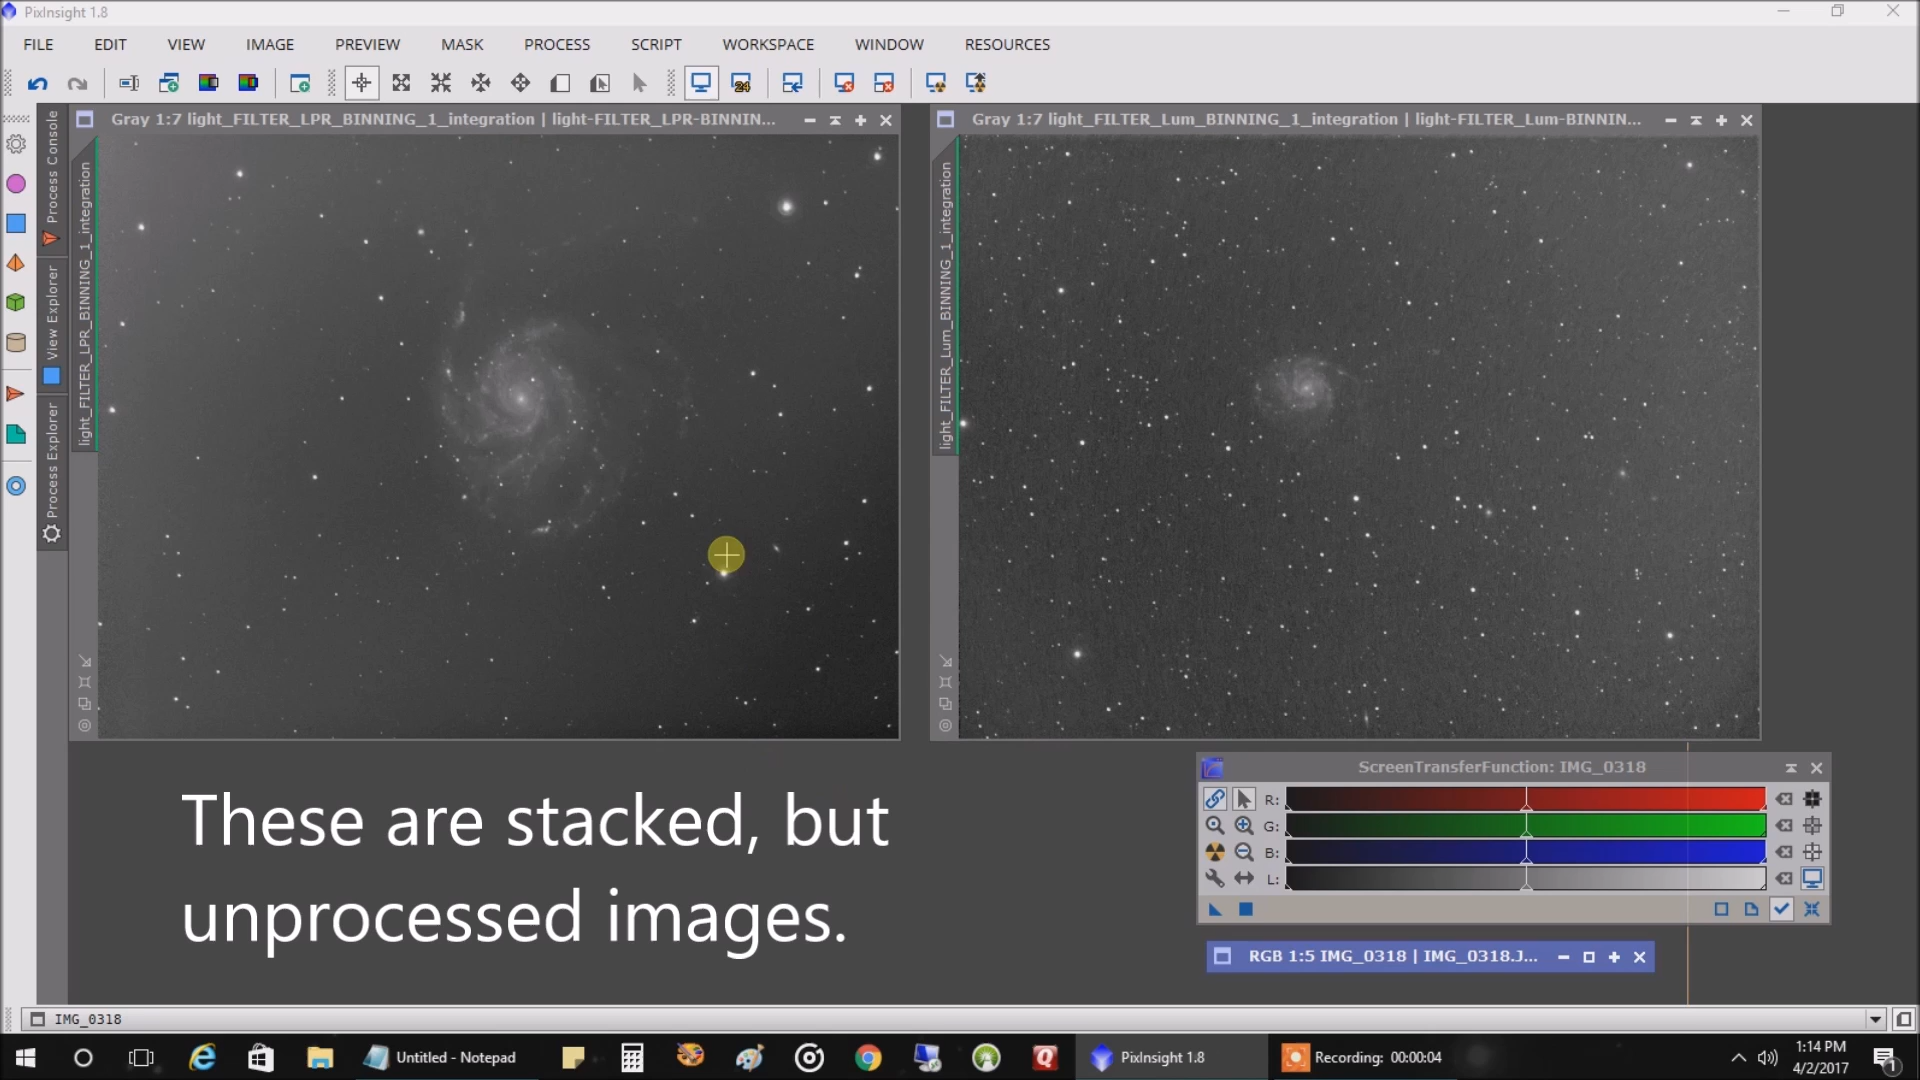 PixInsight 1.8
FILE EDIT VIEW IMAGE PREVIEW MASK PROCESS SCRIPT WORKSPACE WINDOW RESOURCES
24
Process Console
View Explorer
Process Explorer
Gray 1:7 light_FILTER_LPR_BINNING_1_integration | light-FILTER_LPR-BINNIN...
light_FILTER_LPR_BINNING_1_integration
Gray 1:7 light_FILTER_Lum_BINNING_1_integration | light-FILTER_Lum-BINNIN...
light_FILTER_Lum_BINNING_1_integration
These are stacked, but
unprocessed images.
ScreenTransferFunction: IMG_0318
R:
G:
B:
L:
RGB 1:5 IMG_0318 | IMG_0318.J...
IMG_0318
Untitled - Notepad
PixInsight 1.8
Recording: 00:00:04
1:14 PM
4/2/2017
1